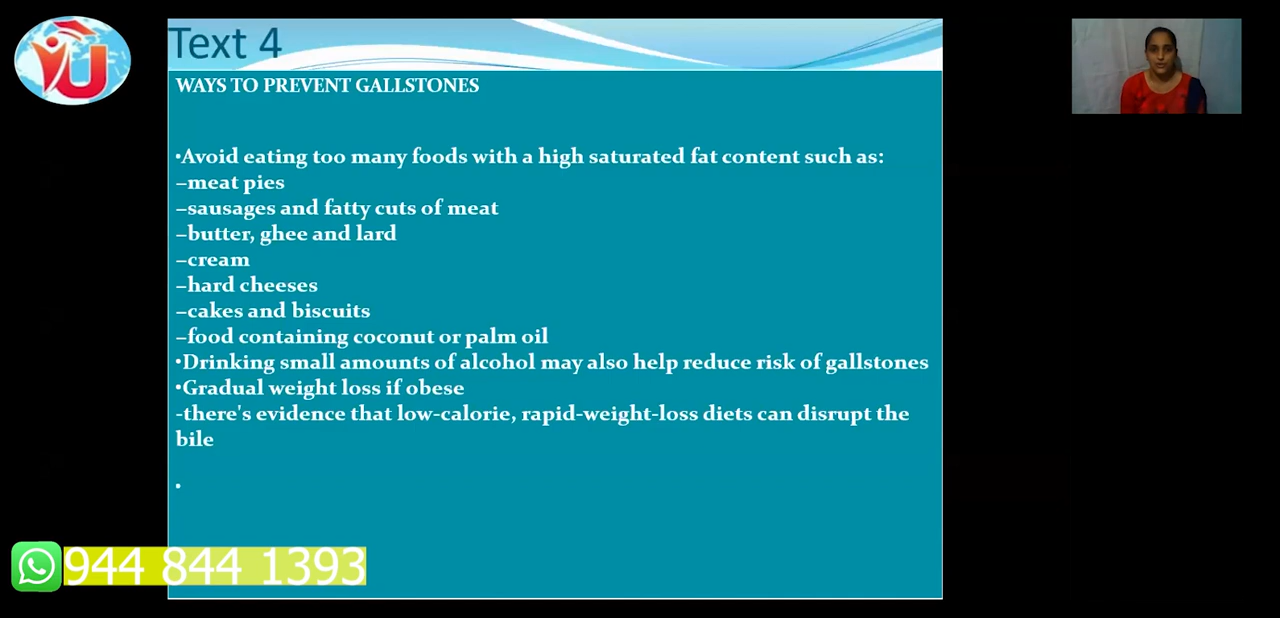 Text 4
WAYS TO PREVENT GALLSTONES
•Avoid eating too many foods with a high saturated fat content such as:
–meat pies
–sausages and fatty cuts of meat
–butter, ghee and lard
–cream
–hard cheeses
–cakes and biscuits
–food containing coconut or palm oil
•Drinking small amounts of alcohol may also help reduce risk of gallstones
•Gradual weight loss if obese
-there's evidence that low-calorie, rapid-weight-loss diets can disrupt the
bile
•
944 844 1393